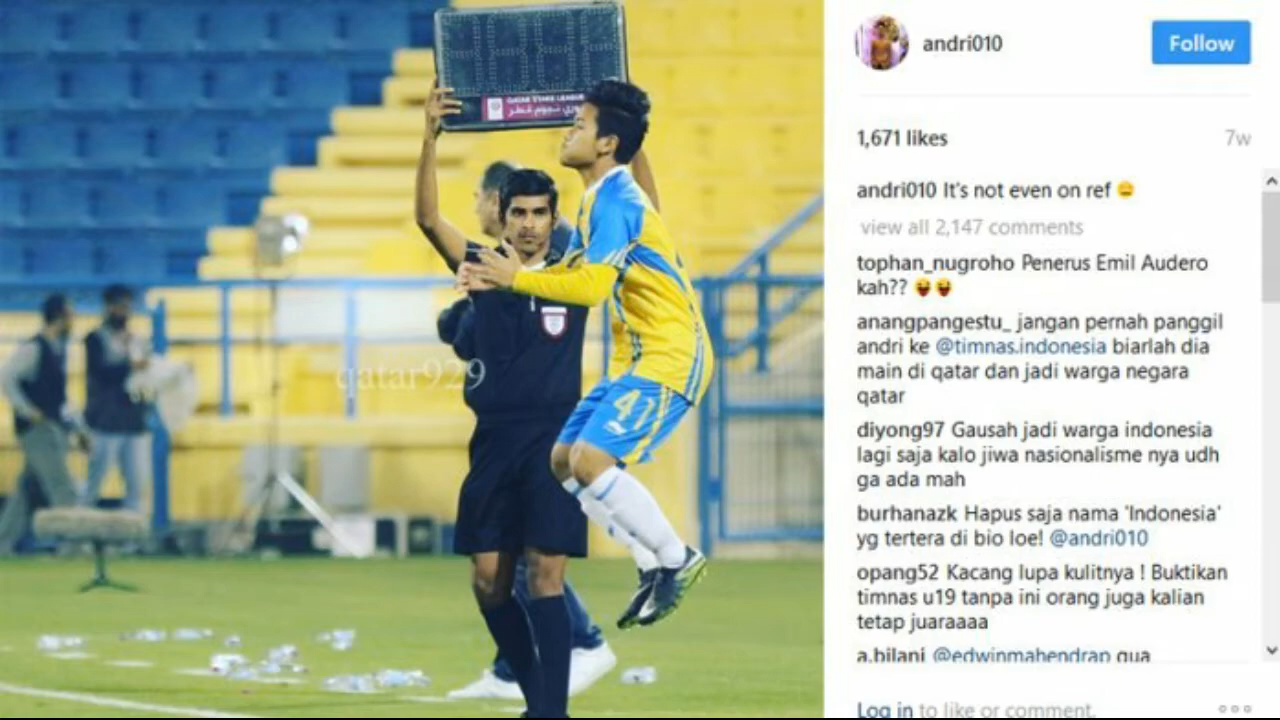 QATAR STARS LEAGUE
دوري نجوم قطر
qatar929
41
andri010
Follow
1,671 likes
7w
andri010 It's not even on ref 😑
view all 2,147 comments
tophan_nugroho Penerus Emil Audero
kah?? 😝😝
anangpangestu_ jangan pernah panggil
andri ke @timnas.indonesia biarlah dia
main di qatar dan jadi warga negara
qatar
diyong97 Gausah jadi warga indonesia
lagi saja kalo jiwa nasionalisme nya udh
ga ada mah
burhanazk Hapus saja nama 'Indonesia'
yg tertera di bio loe! @andri010
opang52 Kacang lupa kulitnya ! Buktikan
timnas u19 tanpa ini orang juga kalian
tetap juaraaaa
a.bilani @edwinmahendrap gua
Log in to like or comment.